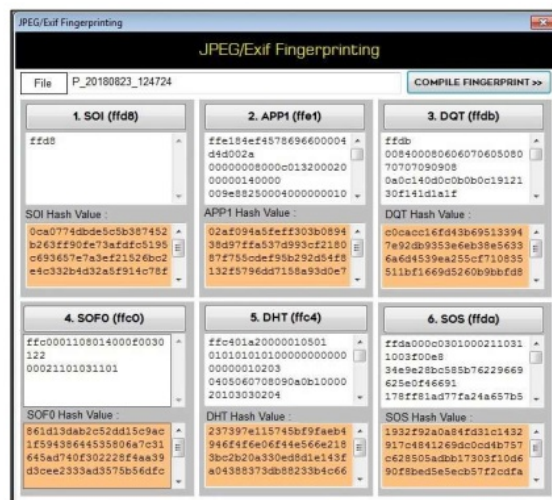 JPEG/Exif Fingerprinting
JPEG/Exif Fingerprinting
File P_20180823_124724 COMPILE FINGERPRINT >>
1. SOI (ffd8)
ffd8
SOI Hash Value :
0ca0774dbde5c5b387452
b263ff90fe73afdfc5195
c693657e7a3ef21526bc2
e4c332b4d32a5f914c78f
2. APP1 (ffe1)
ffe184ef4578696600004
d4d002a
00000008000c013200020
00000140000
009e88250004000000010
APP1 Hash Value :
02af094a5feff303b0894
38d97ffa537d993cf2180
87f755cdef95b292d54f8
132f5796dd7158a93d0e7
3. DQT (ffdb)
ffdb
008400080606070605080
70707090908
0a0c140d0c0b0b0c19121
30f141d1a1f
DQT Hash Value :
c0cacc16fd43b69513394
7e92db9353e6eb38e5633
6a6d4539ea255cf710835
511bf1669d5260b9bbfd8
4. SOF0 (ffc0)
ffc0001108014000f0030
122
00021101031101
SOF0 Hash Value :
861d13dab2c52dd15c9ac
1f59438644535806a7c31
645ad740f302228f4aa39
d3cee2333ad3575b56dfc
5. DHT (ffc4)
ffc401a20000010501
010101010100000000000
00000010203
0405060708090a0b10000
20103030204
DHT Hash Value :
237397e115745bf9faeb4
946f4f6e06f44e566e218
3bc2b20a330ed8d1e143f
a04388373db88233b4c66
6. SOS (ffda)
ffda000c0301000211031
1003f00e8
34e9e28bc585b76229669
625e0f46691
178ff81ad77fa24a657b5
SOS Hash Value :
1932f92a0a84fd31c1432
917c4841269dc0cd4b757
c628505adbb17303f10d6
90f8bed5e5ecb57f2cdfa